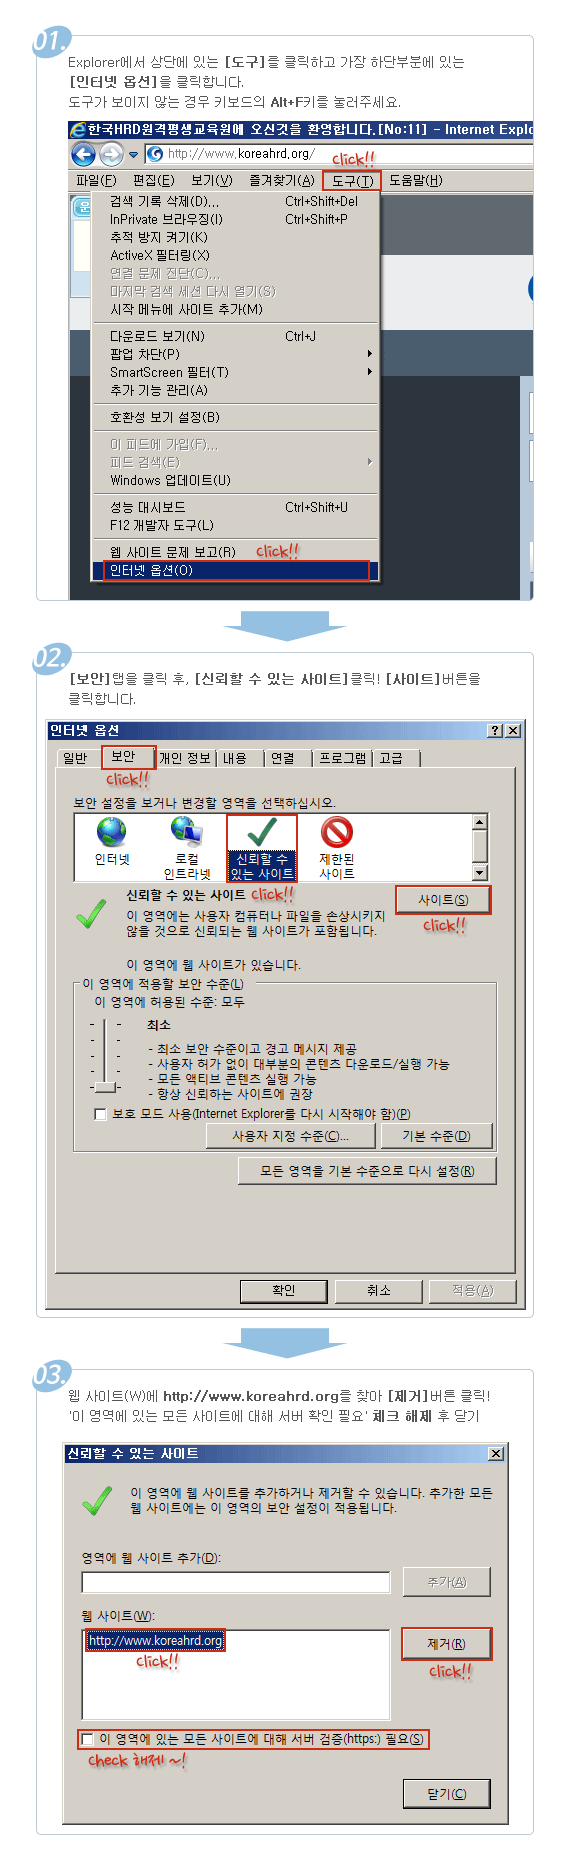 01.
Explorer에서 상단에 있는 [도구]를 클릭하고 가장 하단부분에 있는
[인터넷 옵션]을 클릭합니다.
도구가 보이지 않는 경우 키보드의 Alt+F키를 눌러주세요.
한국HRD원격평생교육원에 오신것을 환영합니다.[No:11] - Internet Explo
http://www.koreahrd.org/
click!!
파일(F) 편집(E) 보기(V) 즐겨찾기(A) 도구(T) 도움말(H)
검색 기록 삭제(D)... Ctrl+Shift+Del
InPrivate 브라우징(I) Ctrl+Shift+P
추적 방지 켜기(K)
ActiveX 필터링(X)
연결 문제 진단(C)...
마지막 검색 세션 다시 열기(S)
시작 메뉴에 사이트 추가(M)
다운로드 보기(N) Ctrl+J
팝업 차단(P)
SmartScreen 필터(T)
추가 기능 관리(A)
호환성 보기 설정(B)
이 피드에 가입(F)...
피드 검색(E)
Windows 업데이트(U)
성능 대시보드 Ctrl+Shift+U
F12 개발자 도구(L)
웹 사이트 문제 보고(R) click!!
인터넷 옵션(O)
02.
[보안]탭을 클릭 후, [신뢰할 수 있는 사이트]클릭! [사이트]버튼을
클릭합니다.
인터넷 옵션
일반 보안 개인 정보 내용 연결 프로그램 고급
click!!
보안 설정을 보거나 변경할 영역을 선택하십시오.
인터넷 로컬 인트라넷 신뢰할 수 있는 사이트 제한된 사이트
신뢰할 수 있는 사이트 click!! 사이트(S)
click!!
이 영역에는 사용자 컴퓨터나 파일을 손상시키지
않을 것으로 신뢰되는 웹 사이트가 포함됩니다.
이 영역에 웹 사이트가 있습니다.
이 영역에 적용할 보안 수준(L)
이 영역에 허용된 수준: 모두
최소
- 최소 보안 수준이고 경고 메시지 제공
- 사용자 허가 없이 대부분의 콘텐츠 다운로드/실행 가능
- 모든 액티브 콘텐츠 실행 가능
- 항상 신뢰하는 사이트에 권장
보호 모드 사용(Internet Explorer를 다시 시작해야 함)(P)
사용자 지정 수준(C)... 기본 수준(D)
모든 영역을 기본 수준으로 다시 설정(R)
확인 취소 적용(A)
03.
웹 사이트(W)에 http://www.koreahrd.org을 찾아 [제거]버튼 클릭!
'이 영역에 있는 모든 사이트에 대해 서버 확인 필요' 체크 해제 후 닫기
신뢰할 수 있는 사이트
이 영역에 웹 사이트를 추가하거나 제거할 수 있습니다. 추가한 모든
웹 사이트에는 이 영역의 보안 설정이 적용됩니다.
영역에 웹 사이트 추가(D):
추가(A)
웹 사이트(W):
http://www.koreahrd.org 제거(R)
click!! click!!
이 영역에 있는 모든 사이트에 대해 서버 검증(https:) 필요(S)
check 해제 ~!
닫기(C)